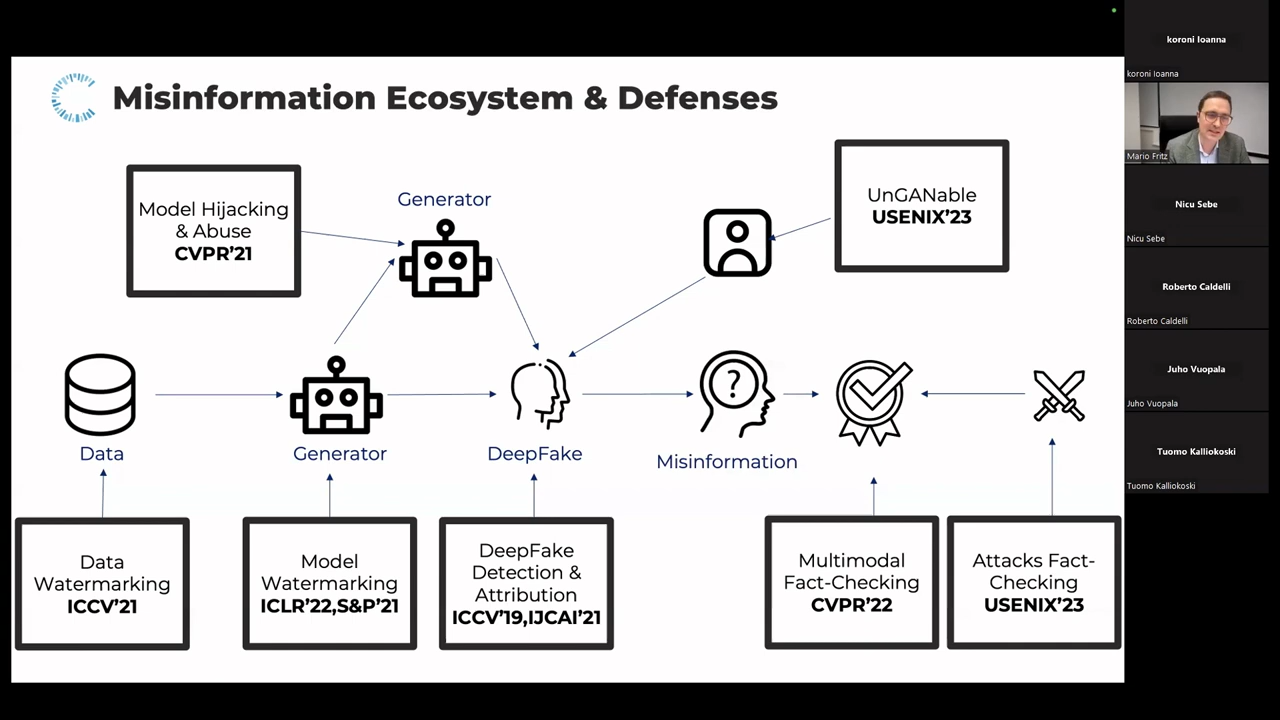 Misinformation Ecosystem & Defenses
Model Hijacking
& Abuse
CVPR'21
Generator
UnGANable
USENIX'23
Data
Generator
DeepFake
Misinformation
Data
Watermarking
ICCV'21
Model
Watermarking
ICLR'22,S&P'21
DeepFake
Detection &
Attribution
ICCV'19,IJCAI'21
Multimodal
Fact-Checking
CVPR'22
Attacks Fact-
Checking
USENIX'23
?
koroni Ioanna
koroni Ioanna
Mario Fritz
Nicu Sebe
Nicu Sebe
Roberto Caldelli
Roberto Caldelli
Juho Vuopala
Juho Vuopala
Tuomo Kalliokoski
Tuomo Kalliokoski